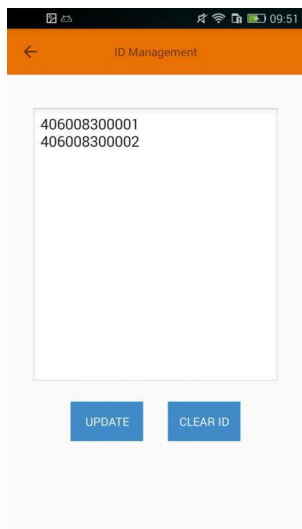 09:51
ID Management
406008300001
406008300002
UPDATE
CLEAR ID